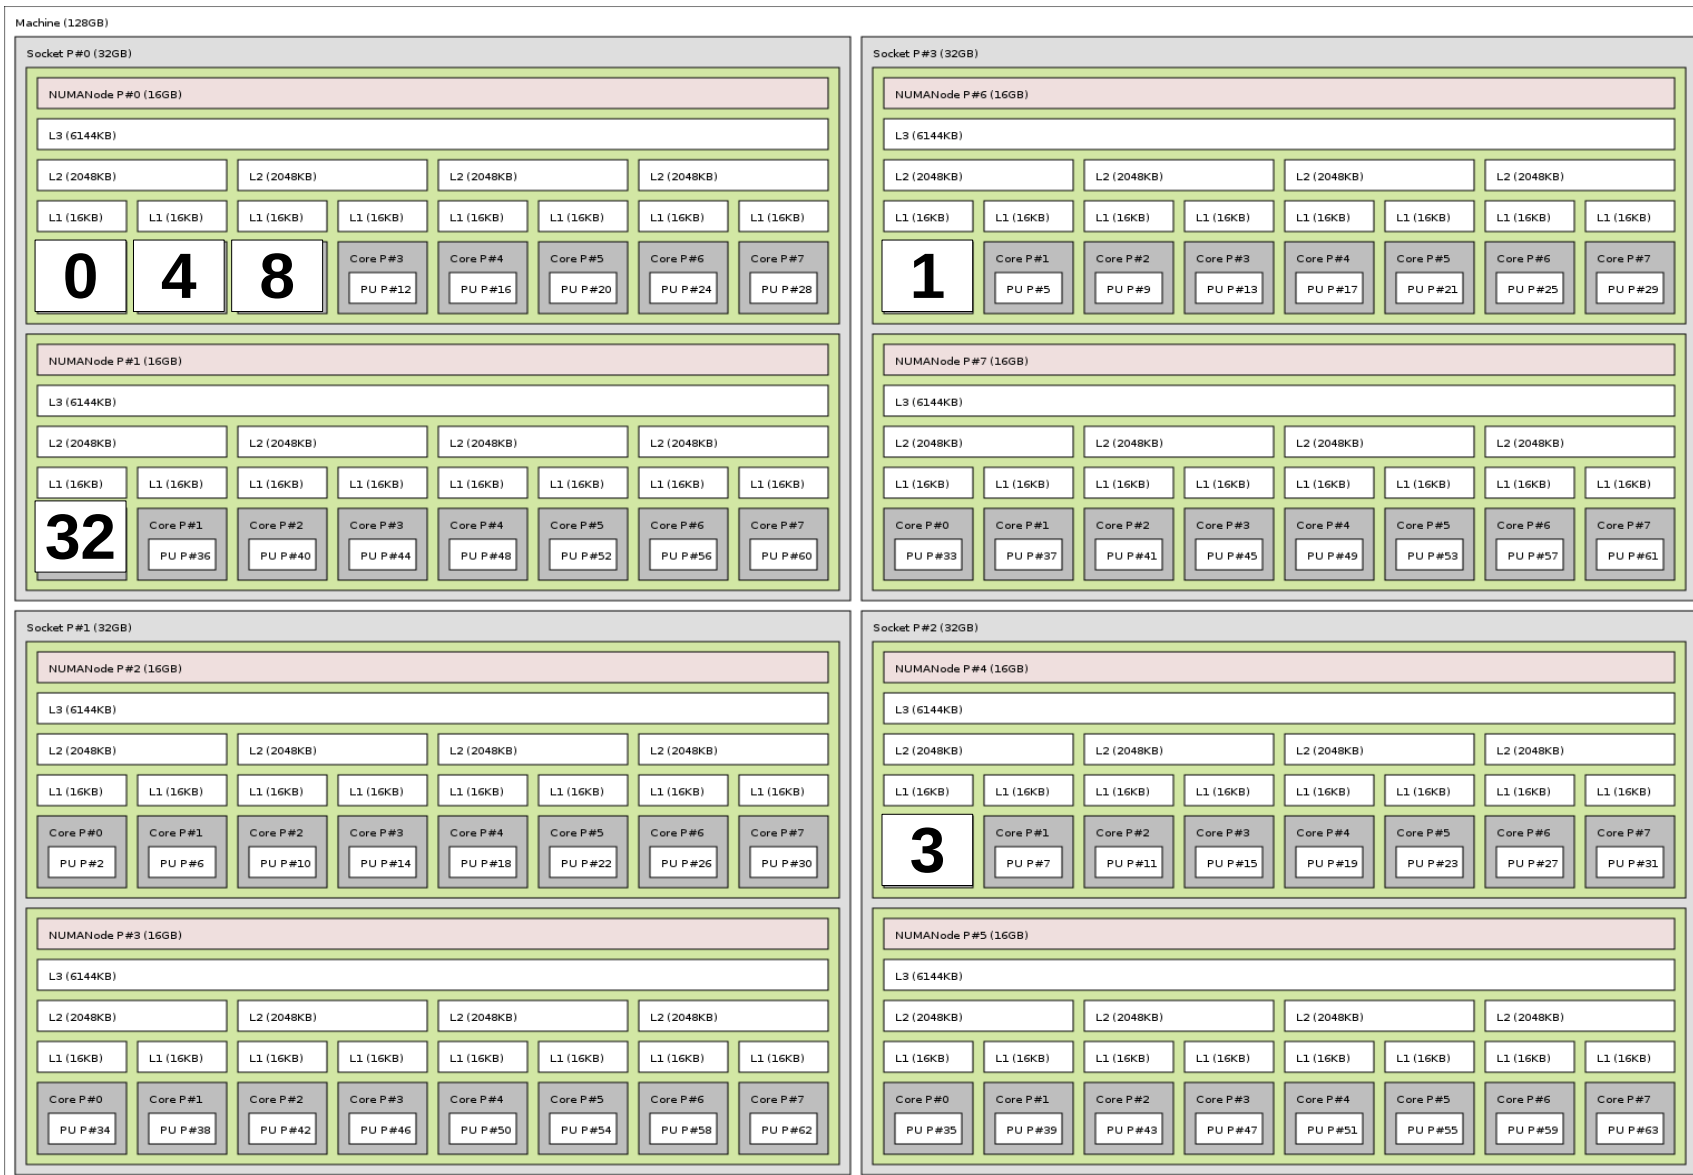 Machine (128GB)
Socket P#0 (32GB)
NUMANode P#0 (16GB)
L3 (6144KB)
L2 (2048KB) L2 (2048KB) L2 (2048KB) L2 (2048KB)
L1 (16KB) L1 (16KB) L1 (16KB) L1 (16KB) L1 (16KB) L1 (16KB) L1 (16KB) L1 (16KB)
0 4 8 Core P#3 Core P#4 Core P#5 Core P#6 Core P#7
PU P#12 PU P#16 PU P#20 PU P#24 PU P#28
NUMANode P#1 (16GB)
L3 (6144KB)
L2 (2048KB) L2 (2048KB) L2 (2048KB) L2 (2048KB)
L1 (16KB) L1 (16KB) L1 (16KB) L1 (16KB) L1 (16KB) L1 (16KB) L1 (16KB) L1 (16KB)
32 Core P#1 Core P#2 Core P#3 Core P#4 Core P#5 Core P#6 Core P#7
PU P#36 PU P#40 PU P#44 PU P#48 PU P#52 PU P#56 PU P#60
Socket P#3 (32GB)
NUMANode P#6 (16GB)
L3 (6144KB)
L2 (2048KB) L2 (2048KB) L2 (2048KB) L2 (2048KB)
L1 (16KB) L1 (16KB) L1 (16KB) L1 (16KB) L1 (16KB) L1 (16KB) L1 (16KB) L1 (16KB)
1 Core P#1 Core P#2 Core P#3 Core P#4 Core P#5 Core P#6 Core P#7
PU P#5 PU P#9 PU P#13 PU P#17 PU P#21 PU P#25 PU P#29
NUMANode P#7 (16GB)
L3 (6144KB)
L2 (2048KB) L2 (2048KB) L2 (2048KB) L2 (2048KB)
L1 (16KB) L1 (16KB) L1 (16KB) L1 (16KB) L1 (16KB) L1 (16KB) L1 (16KB) L1 (16KB)
Core P#0 Core P#1 Core P#2 Core P#3 Core P#4 Core P#5 Core P#6 Core P#7
PU P#33 PU P#37 PU P#41 PU P#45 PU P#49 PU P#53 PU P#57 PU P#61
Socket P#1 (32GB)
NUMANode P#2 (16GB)
L3 (6144KB)
L2 (2048KB) L2 (2048KB) L2 (2048KB) L2 (2048KB)
L1 (16KB) L1 (16KB) L1 (16KB) L1 (16KB) L1 (16KB) L1 (16KB) L1 (16KB) L1 (16KB)
Core P#0 Core P#1 Core P#2 Core P#3 Core P#4 Core P#5 Core P#6 Core P#7
PU P#2 PU P#6 PU P#10 PU P#14 PU P#18 PU P#22 PU P#26 PU P#30
NUMANode P#3 (16GB)
L3 (6144KB)
L2 (2048KB) L2 (2048KB) L2 (2048KB) L2 (2048KB)
L1 (16KB) L1 (16KB) L1 (16KB) L1 (16KB) L1 (16KB) L1 (16KB) L1 (16KB) L1 (16KB)
Core P#0 Core P#1 Core P#2 Core P#3 Core P#4 Core P#5 Core P#6 Core P#7
PU P#34 PU P#38 PU P#42 PU P#46 PU P#50 PU P#54 PU P#58 PU P#62
Socket P#2 (32GB)
NUMANode P#4 (16GB)
L3 (6144KB)
L2 (2048KB) L2 (2048KB) L2 (2048KB) L2 (2048KB)
L1 (16KB) L1 (16KB) L1 (16KB) L1 (16KB) L1 (16KB) L1 (16KB) L1 (16KB) L1 (16KB)
3 Core P#1 Core P#2 Core P#3 Core P#4 Core P#5 Core P#6 Core P#7
PU P#7 PU P#11 PU P#15 PU P#19 PU P#23 PU P#27 PU P#31
NUMANode P#5 (16GB)
L3 (6144KB)
L2 (2048KB) L2 (2048KB) L2 (2048KB) L2 (2048KB)
L1 (16KB) L1 (16KB) L1 (16KB) L1 (16KB) L1 (16KB) L1 (16KB) L1 (16KB) L1 (16KB)
Core P#0 Core P#1 Core P#2 Core P#3 Core P#4 Core P#5 Core P#6 Core P#7
PU P#35 PU P#39 PU P#43 PU P#47 PU P#51 PU P#55 PU P#59 PU P#63